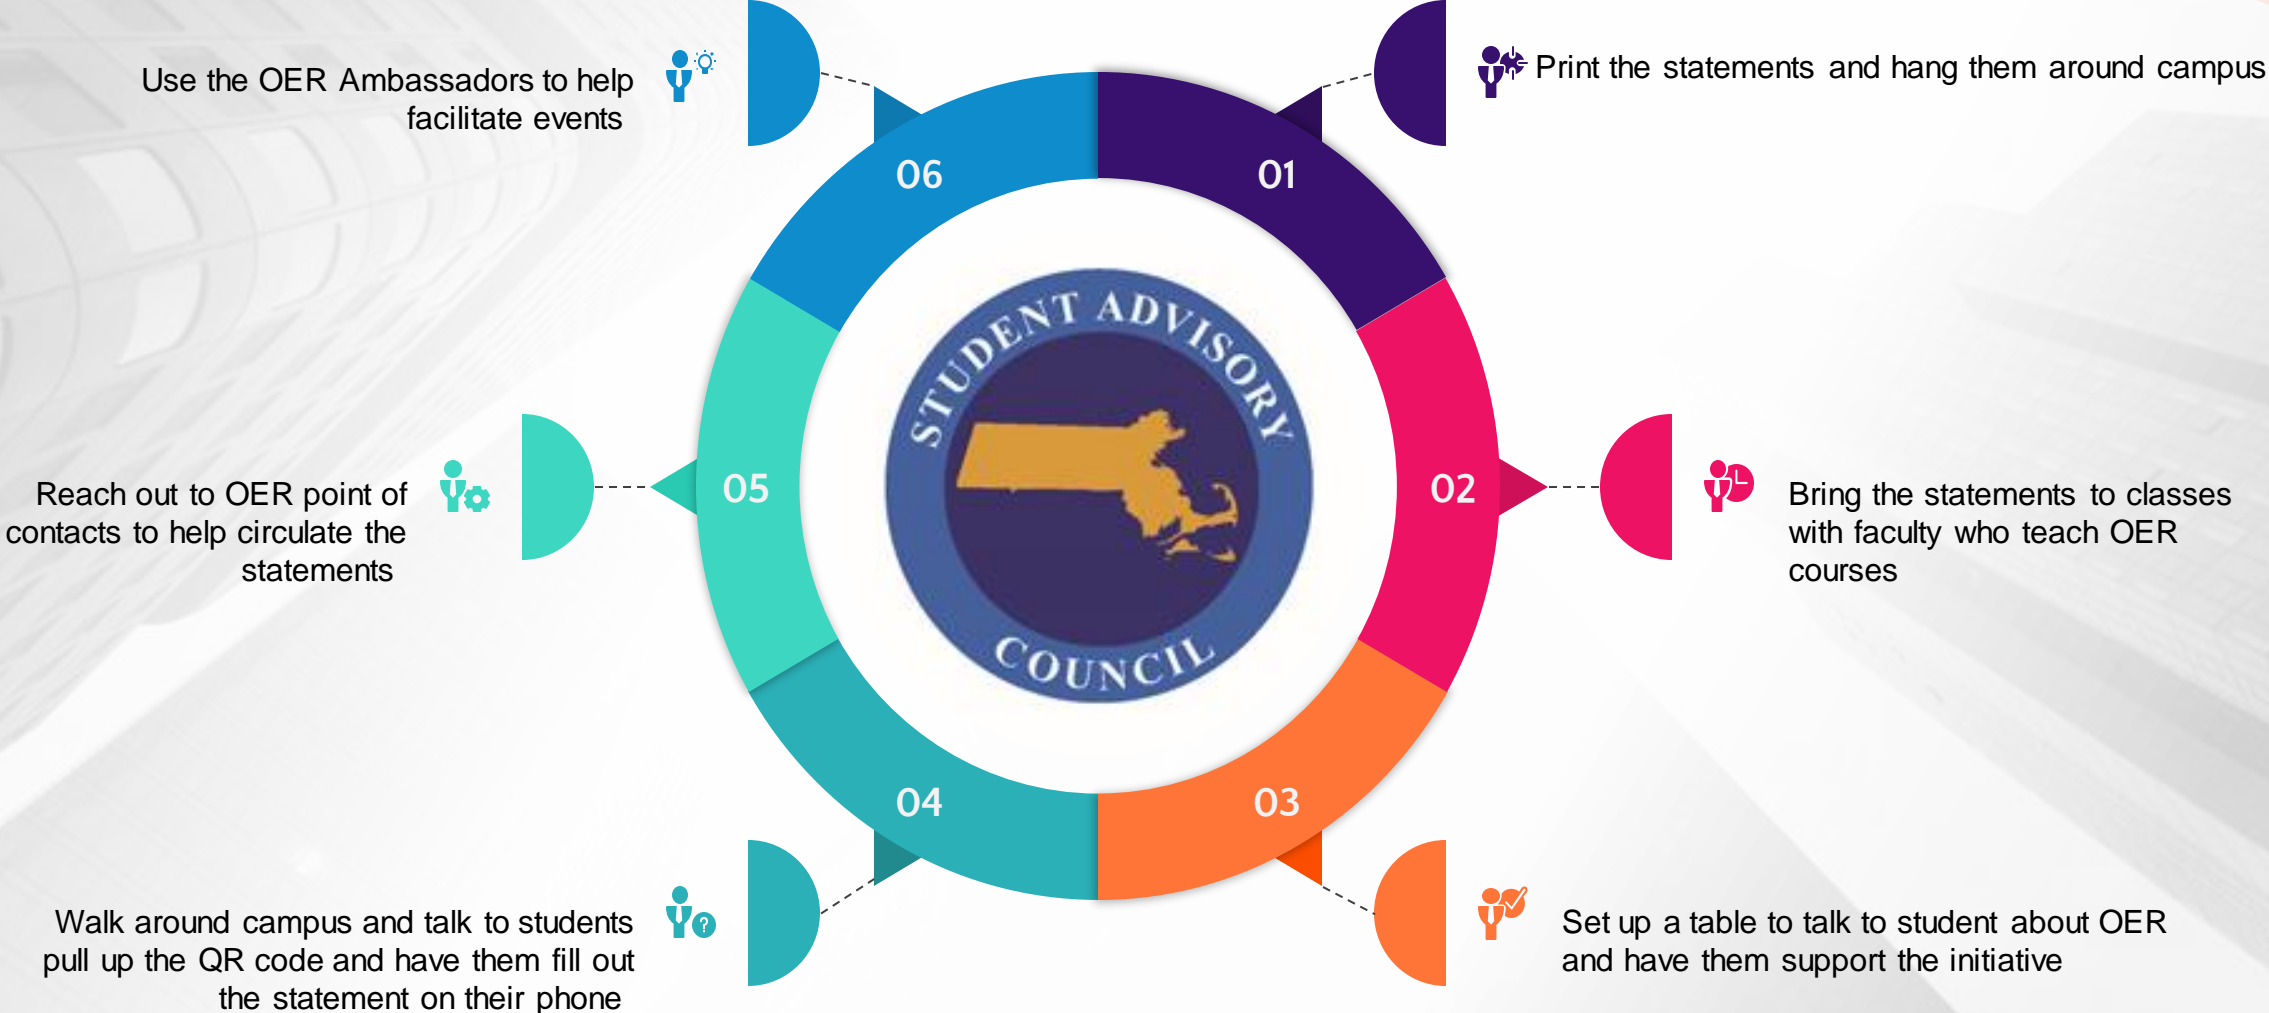 Print the statements and hang them around campus
01
Bring the statements to classes
with faculty who teach OER
courses
02
Set up a table to talk to student about OER
and have them support the initiative
03
Walk around campus and talk to students
pull up the QR code and have them fill out
the statement on their phone
04
Reach out to OER point of
contacts to help circulate the
statements
05
Use the OER Ambassadors to help
facilitate events
06
STUDENT ADVISORY
COUNCIL